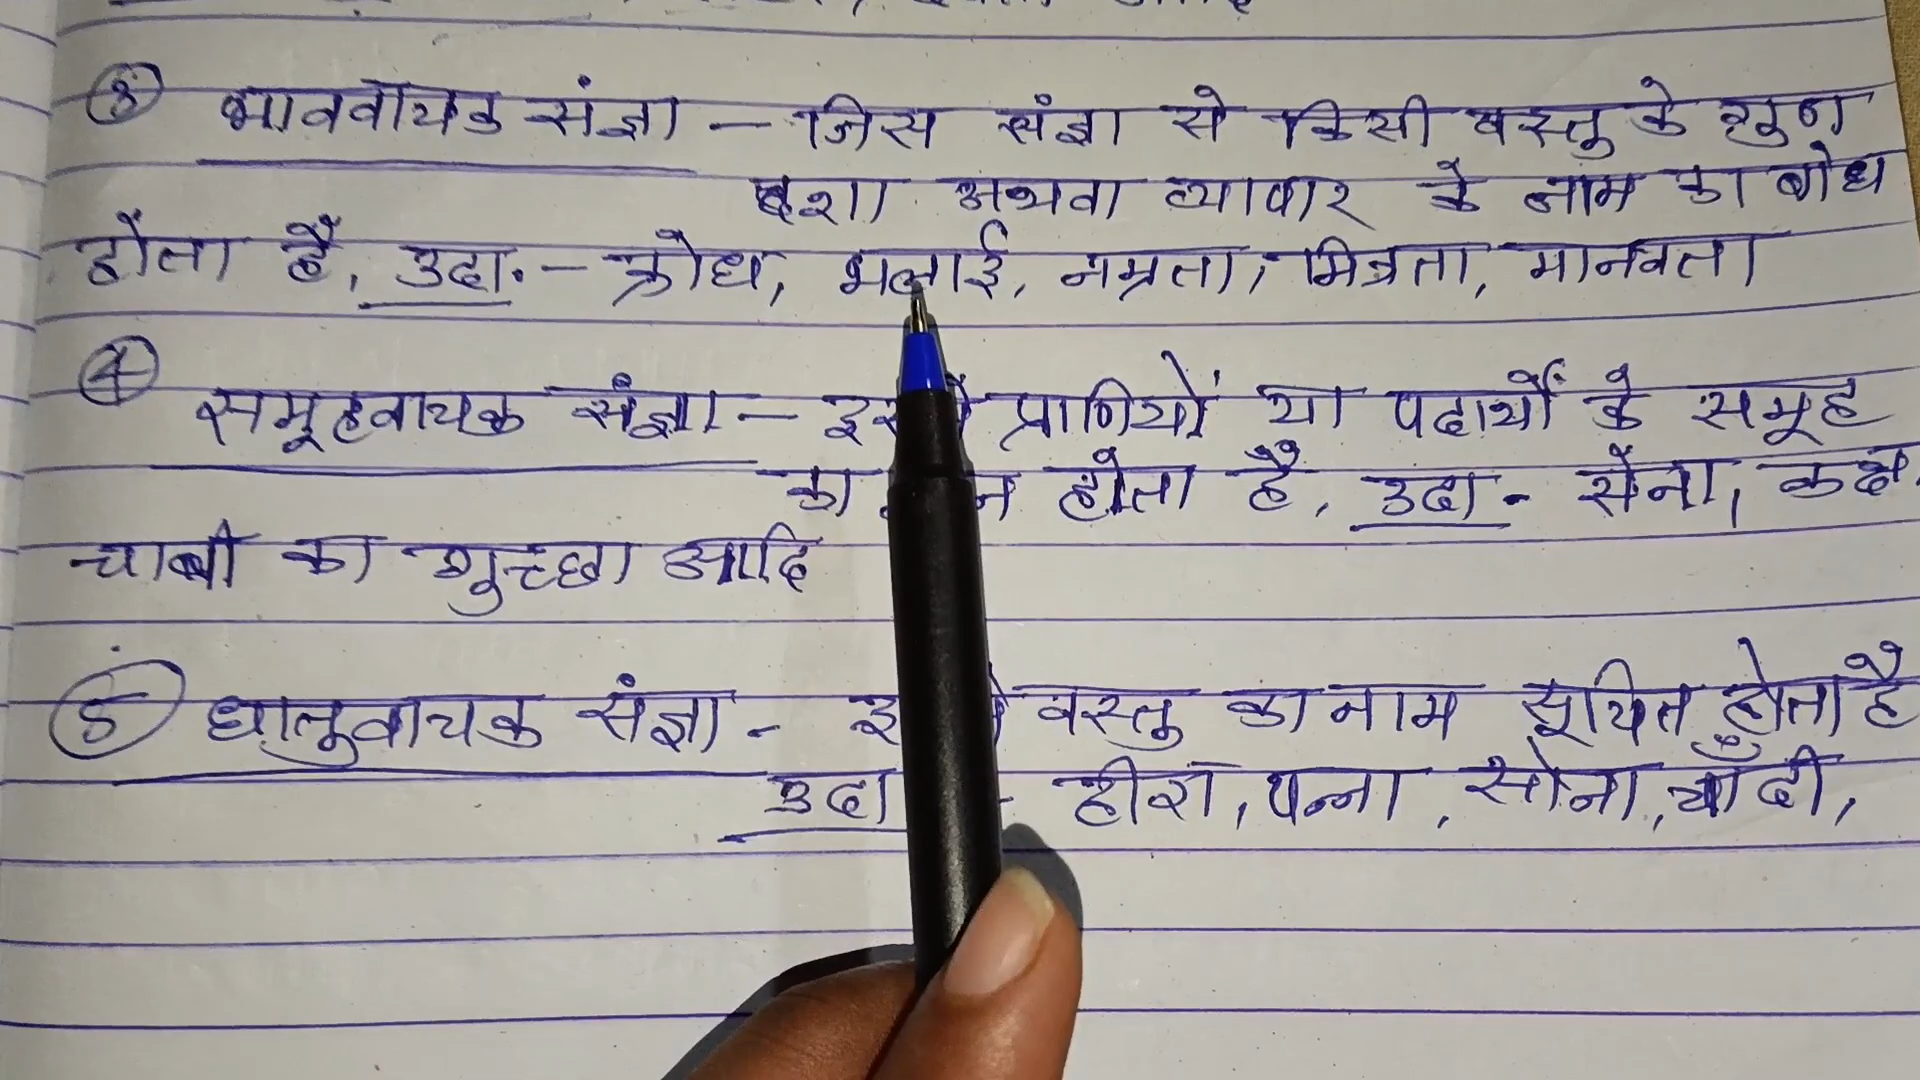 ③ भाववाचक संज्ञा – जिस संज्ञा से किसी वस्तु के गुण
दशा अथवा व्यापार के नाम का बोध
होता है, उदा. – क्रोध, भलाई, नम्रता, मित्रता, मानवता
④ समूहवाचक संज्ञा – प्राणियों या पदार्थों के समूह
का होता है, उदा - सेना, कक्षा,
चाबी का गुच्छा आदि
⑤ धातुवाचक संज्ञा - वस्तु का नाम सूचित होता है
उदा - हीरा, पन्ना, सोना, चाँदी,